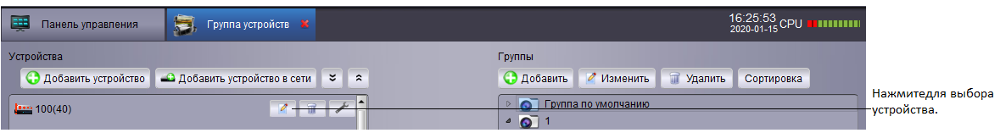 Панель управления
Группа устройств
16:25:53
2020-01-15
CPU
Устройства
Группы
Добавить устройство
Добавить устройство в сети
Добавить
Изменить
Удалить
Сортировка
100(40)
Группа по умолчанию
1
Нажмитедля выбора
устройства.